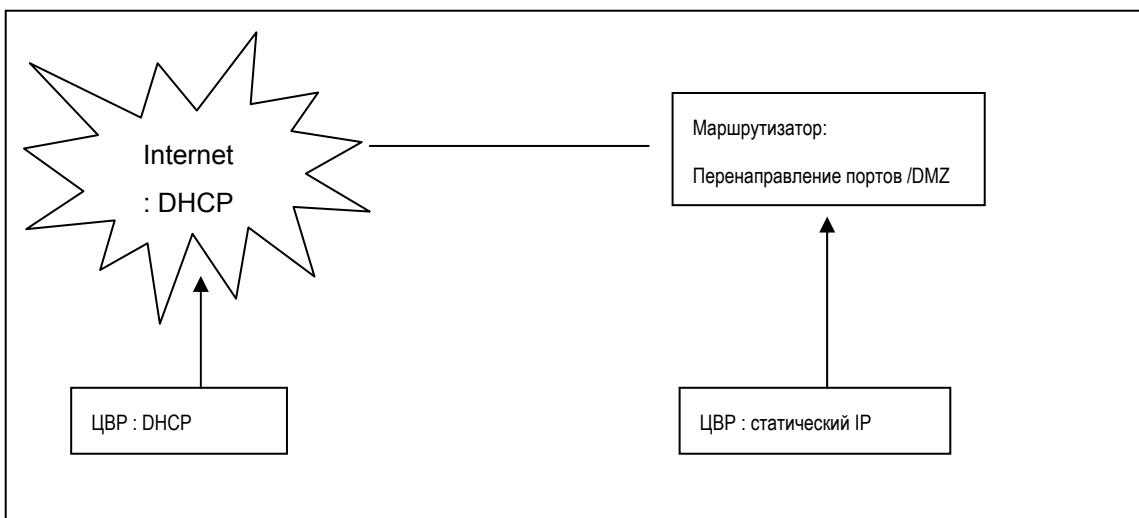 Internet
: DHCP
Маршрутизатор:
Перенаправление портов /DMZ
ЦВР : DHCP
ЦВР : статический IP